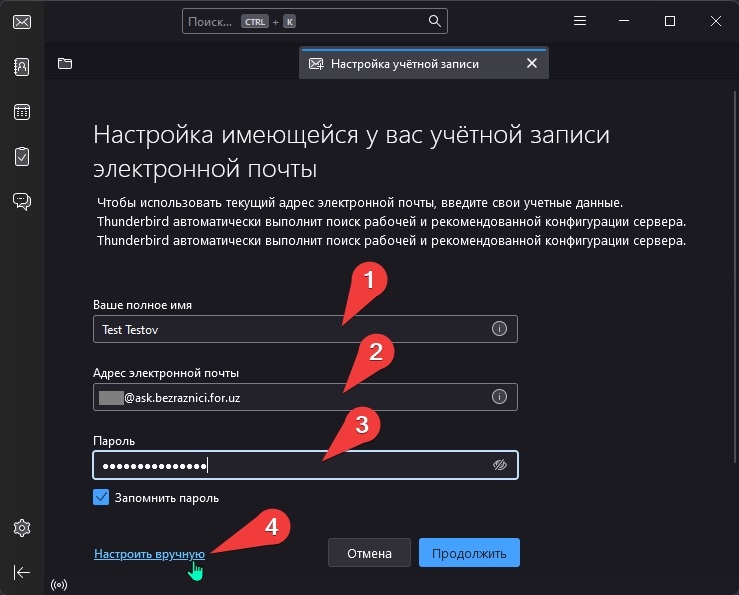 Поиск... CTRL + K
Настройка учётной записи
Настройка имеющейся у вас учётной записи
электронной почты
Чтобы использовать текущий адрес электронной почты, введите свои учетные данные.
Thunderbird автоматически выполнит поиск рабочей и рекомендованной конфигурации сервера.
Thunderbird автоматически выполнит поиск рабочей и рекомендованной конфигурации сервера.
1
Ваше полное имя
Test Testov
2
Адрес электронной почты
@ask.bezraznici.for.uz
3
Пароль
•••••••••••••••
Запомнить пароль
4
Настроить вручную
Отмена
Продолжить